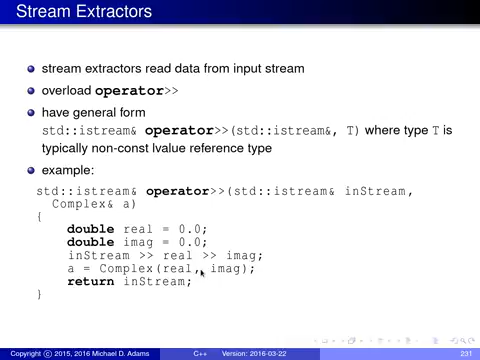 Stream Extractors
stream extractors read data from input stream
overload operator>>
have general form
std::istream& operator>>(std::istream&, T) where type T is
typically non-const lvalue reference type
example:
std::istream& operator>>(std::istream& inStream,
  Complex& a)
{
    double real = 0.0;
    double imag = 0.0;
    inStream >> real >> imag;
    a = Complex(real, imag);
    return inStream;
}
Copyright © 2015, 2016 Michael D. Adams C++ Version: 2016-03-22 231